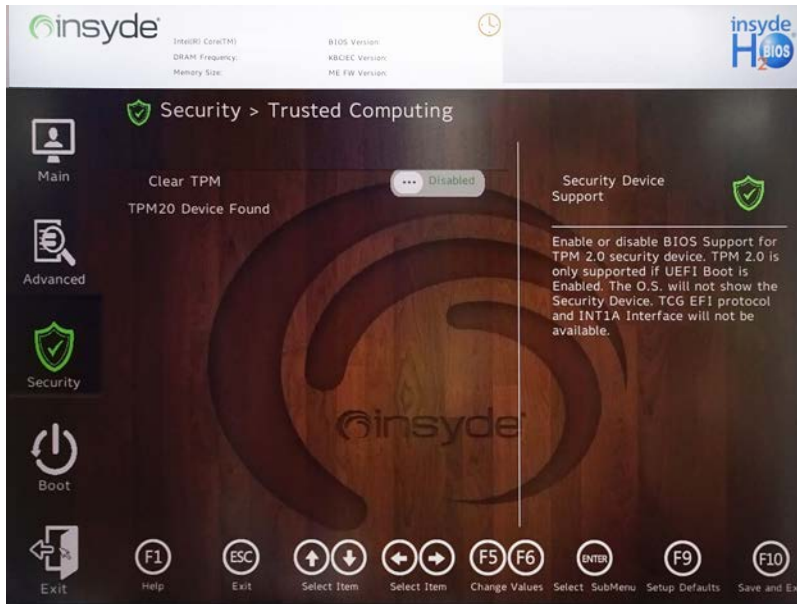 insyde
Intel(R) Core(TM)
DRAM Frequency:
Memory Size:
BIOS Version:
KBC/EC Version:
ME FW Version:
insyde
H2O BIOS
Security > Trusted Computing
Main
Advanced
Security
Boot
Exit
Clear TPM
Disabled
TPM20 Device Found
Security Device
Support
Enable or disable BIOS Support for
TPM 2.0 security device. TPM 2.0 is
only supported if UEFI Boot is
Enabled. The O.S. will not show the
Security Device. TCG EFI protocol
and INT1A Interface will not be
available.
insyde
F1
Help
ESC
Exit
Select Item
Select Item
F5 F6
Change Values
ENTER
Select SubMenu
F9
Setup Defaults
F10
Save and Ex